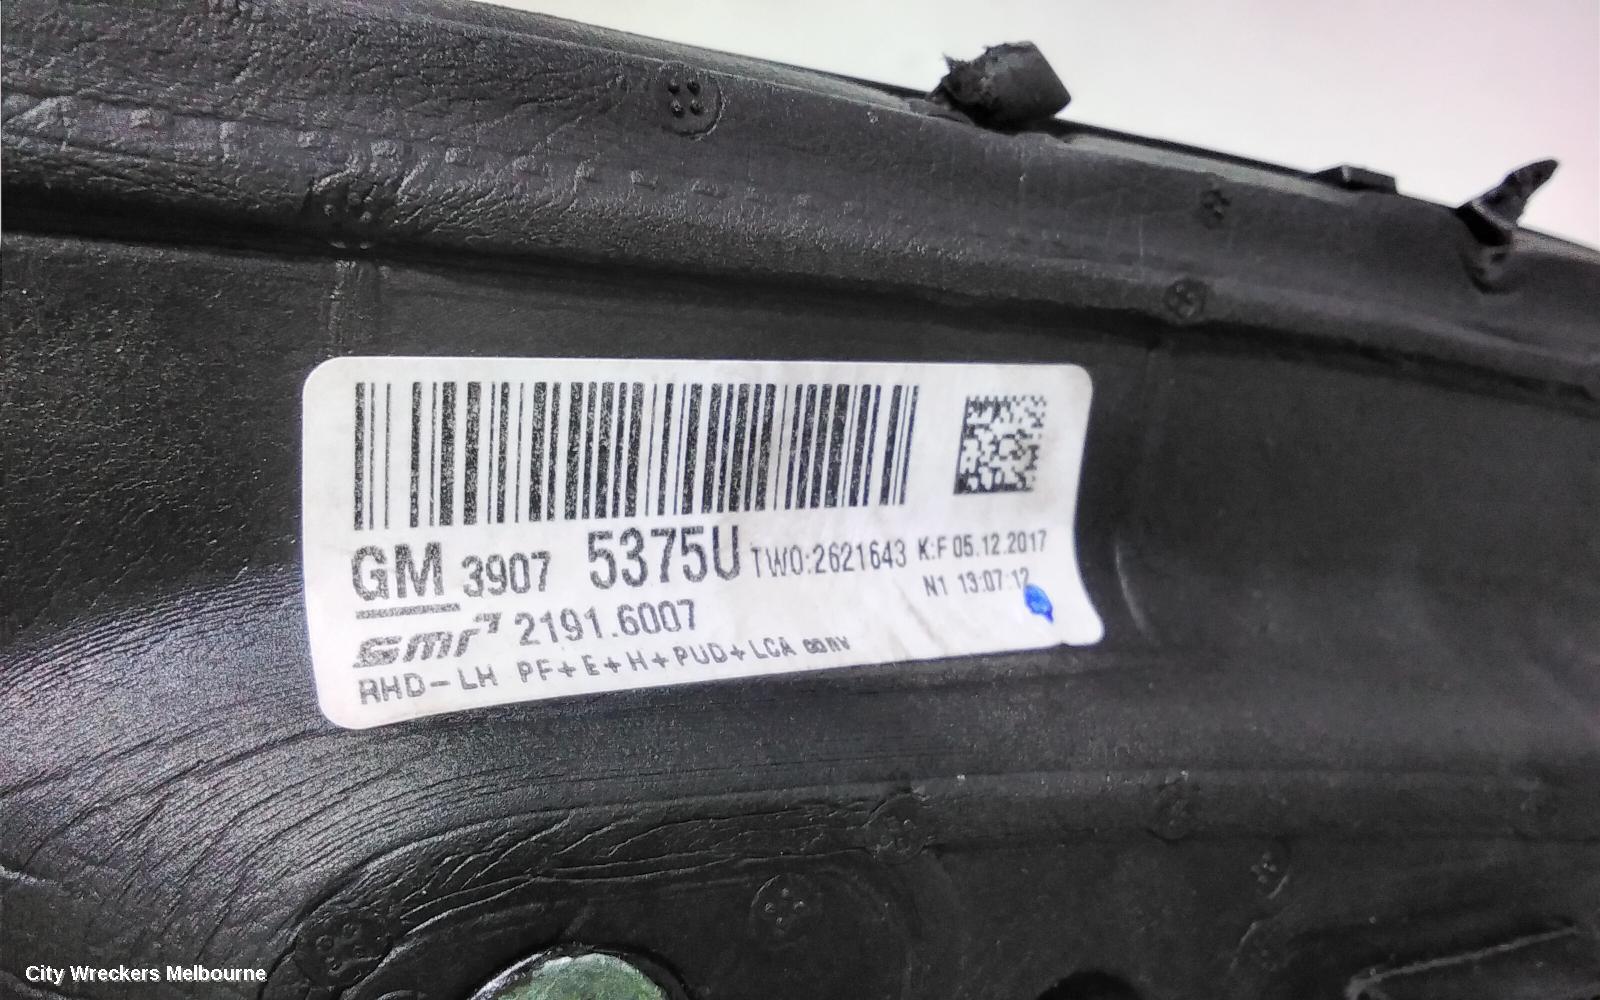 GM 3907 5375U TWO:2621643 K:F 05.12.2017
N1 13:07:12
SMR 2191.6007
RHD-LH PF+E+H+PUD+LCA conv
City Wreckers Melbourne